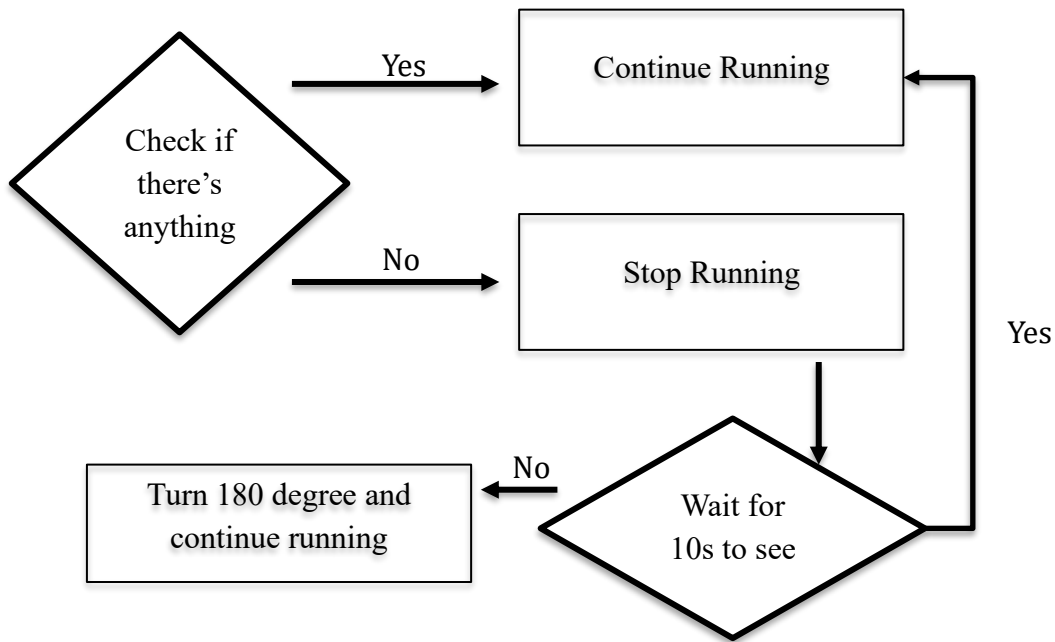 Yes
Continue Running
Check if
there’s
anything
No
Stop Running
Yes
No
Turn 180 degree and
continue running
Wait for
10s to see